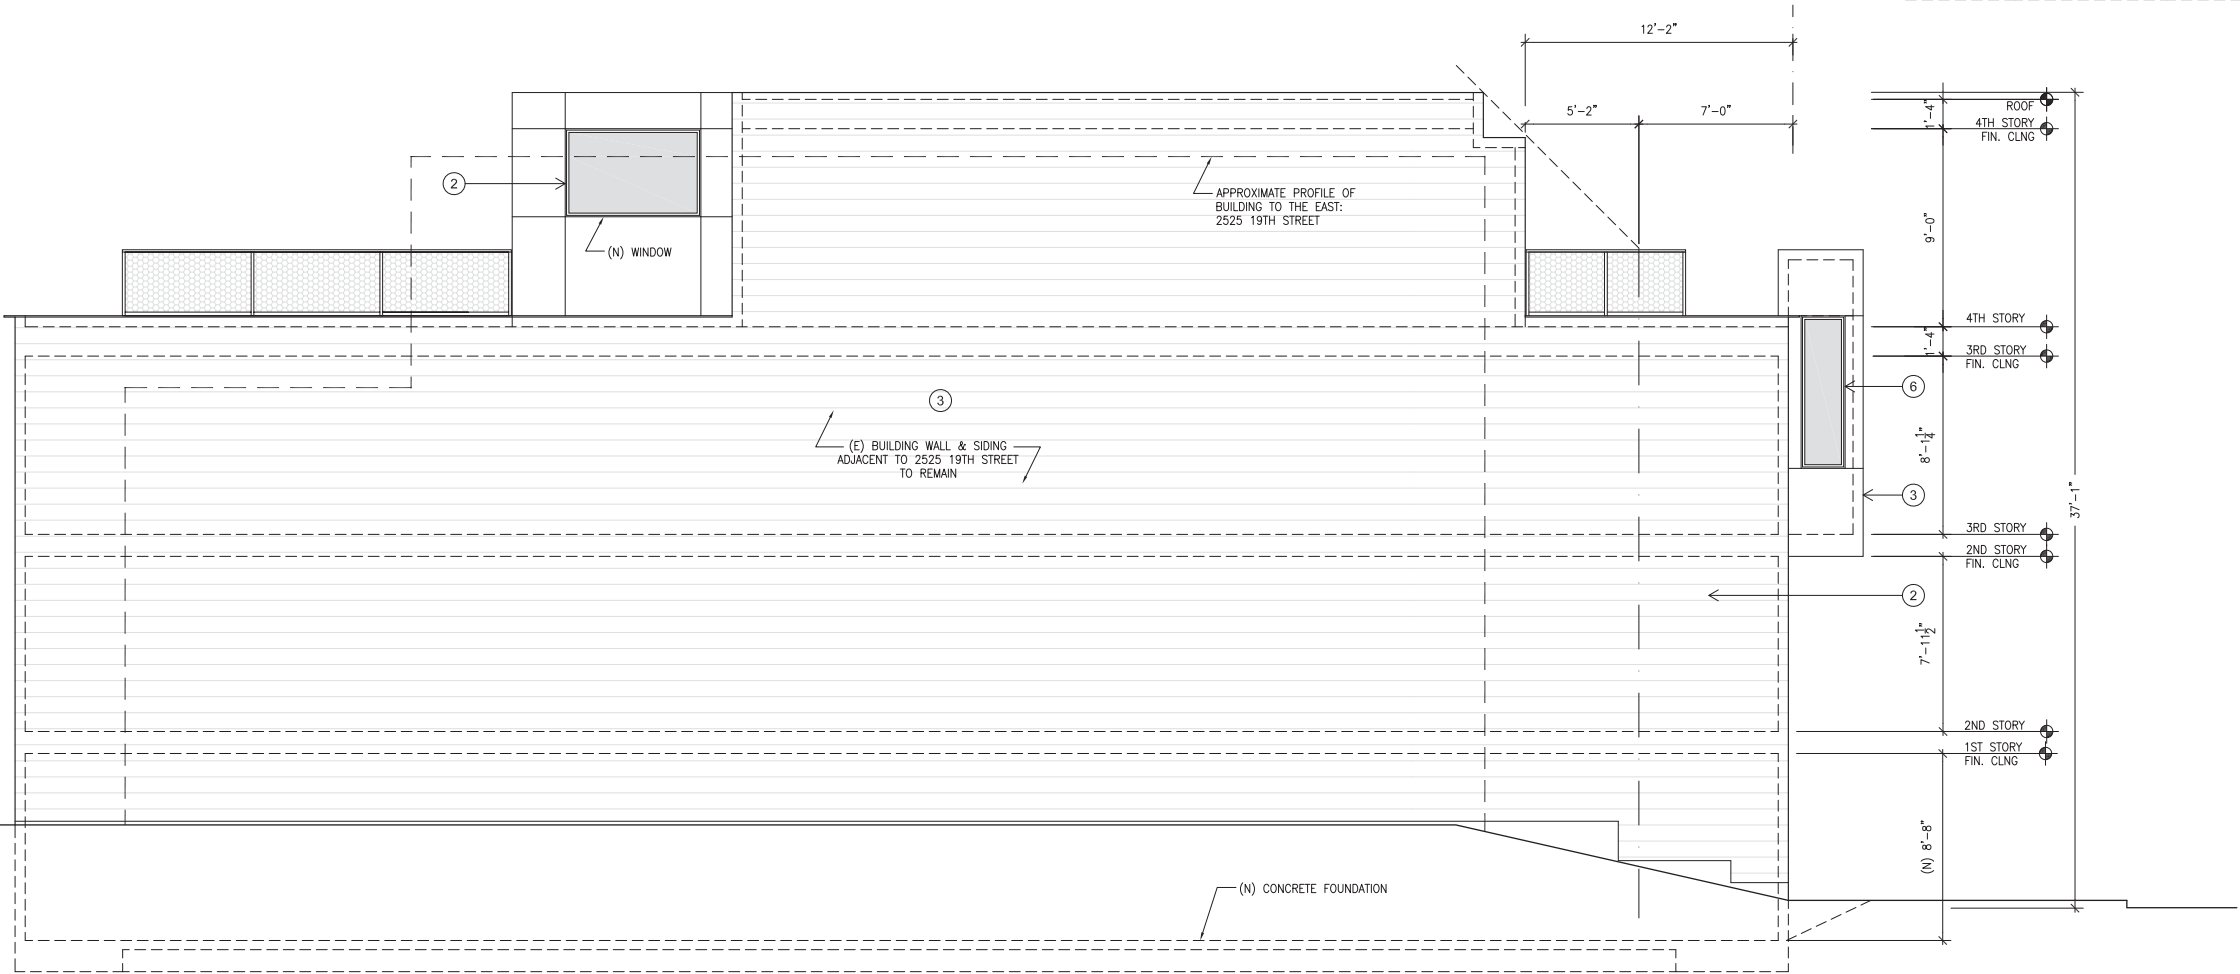 12'-2"
5'-2"
7'-0"
1'-4"
ROOF
4TH STORY
FIN. CLNG
2
APPROXIMATE PROFILE OF
BUILDING TO THE EAST:
2525 19TH STREET
(N) WINDOW
9'-0"
4TH STORY
1'-4"
3RD STORY
FIN. CLNG
6
3
(E) BUILDING WALL & SIDING
ADJACENT TO 2525 19TH STREET
TO REMAIN
8'-1 1/4"
3
37'-1"
3RD STORY
2ND STORY
FIN. CLNG
2
7'-11 1/2"
2ND STORY
1ST STORY
FIN. CLNG
(N) 8'-8"
(N) CONCRETE FOUNDATION